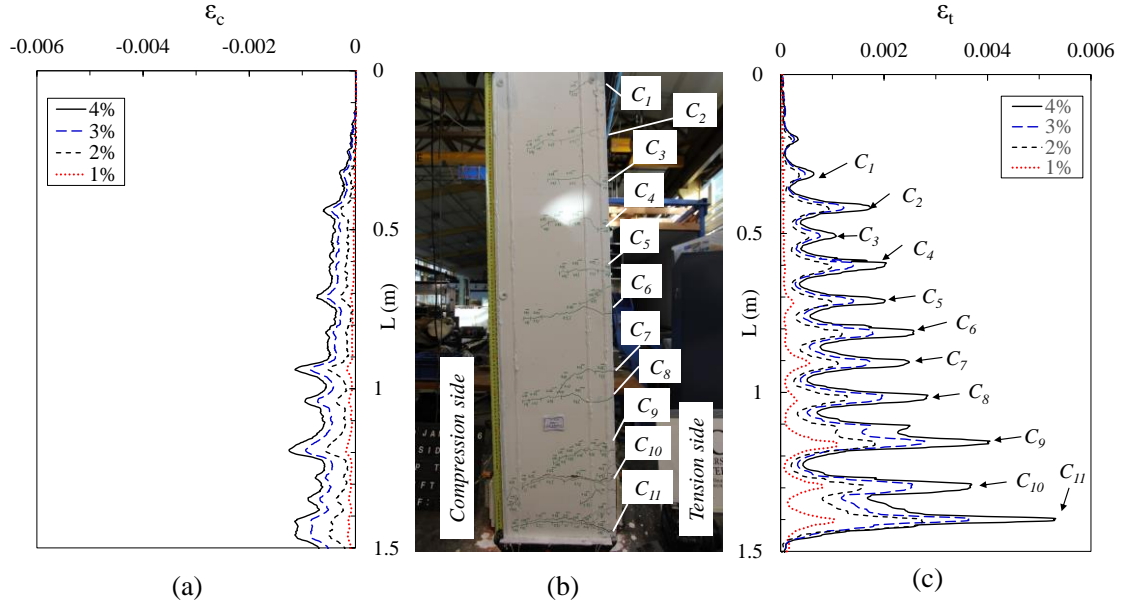 ε_c
-0.006 -0.004 -0.002 0
0
0.5
1
1.5
L (m)
4%
3%
2%
1%
(a)
C_1
C_2
C_3
C_4
C_5
C_6
C_7
C_8
C_9
C_10
C_11
Compression side
Tension side
(b)
ε_t
0 0.002 0.004 0.006
0
0.5
1
1.5
L (m)
4%
3%
2%
1%
C_1
C_2
C_3
C_4
C_5
C_6
C_7
C_8
C_9
C_10
C_11
(c)